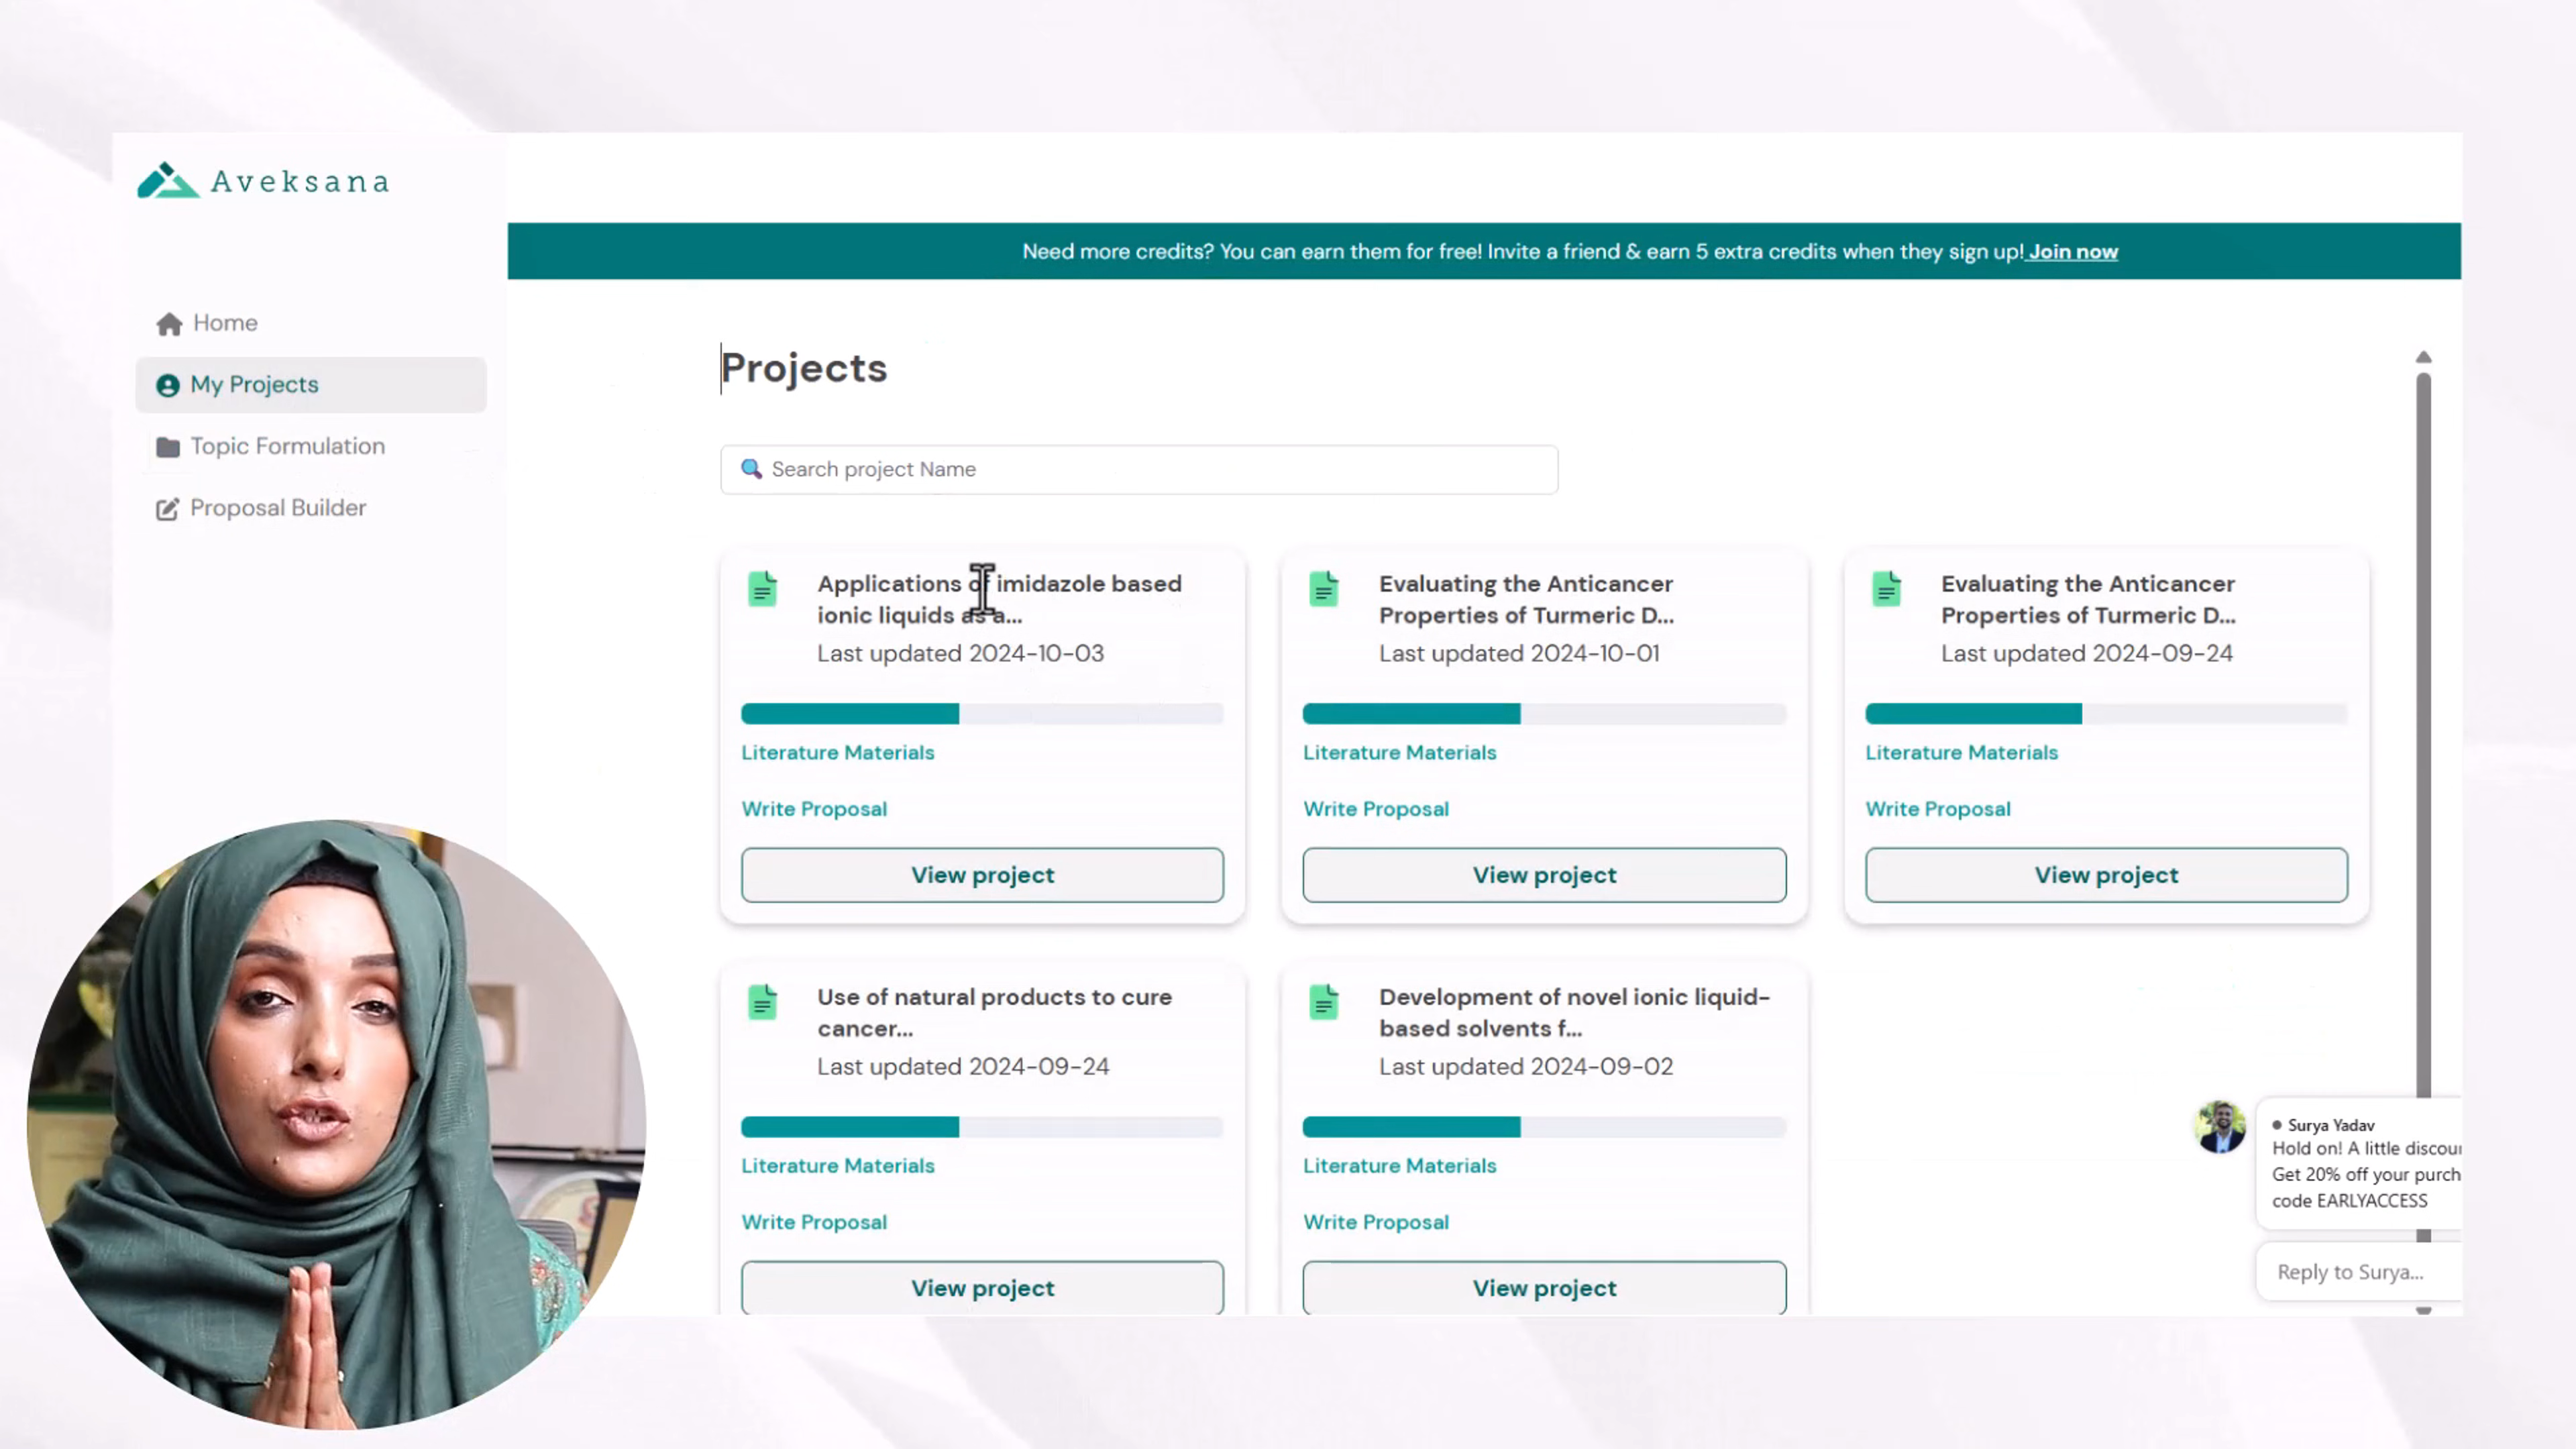 Aveksana
Need more credits? You can earn them for free! Invite a friend & earn 5 extra credits when they sign up! Join now
Home
My Projects
Topic Formulation
Proposal Builder
Projects
Search project Name
Applications of imidazole based
ionic liquids as a...
Last updated 2024-10-03
Literature Materials
Write Proposal
View project
Evaluating the Anticancer
Properties of Turmeric D...
Last updated 2024-10-01
Literature Materials
Write Proposal
View project
Evaluating the Anticancer
Properties of Turmeric D...
Last updated 2024-09-24
Literature Materials
Write Proposal
View project
Use of natural products to cure
cancer...
Last updated 2024-09-24
Literature Materials
Write Proposal
View project
Development of novel ionic liquid-
based solvents f...
Last updated 2024-09-02
Literature Materials
Write Proposal
View project
Surya Yadav
Hold on! A little discou
Get 20% off your purch
code EARLYACCESS
Reply to Surya...